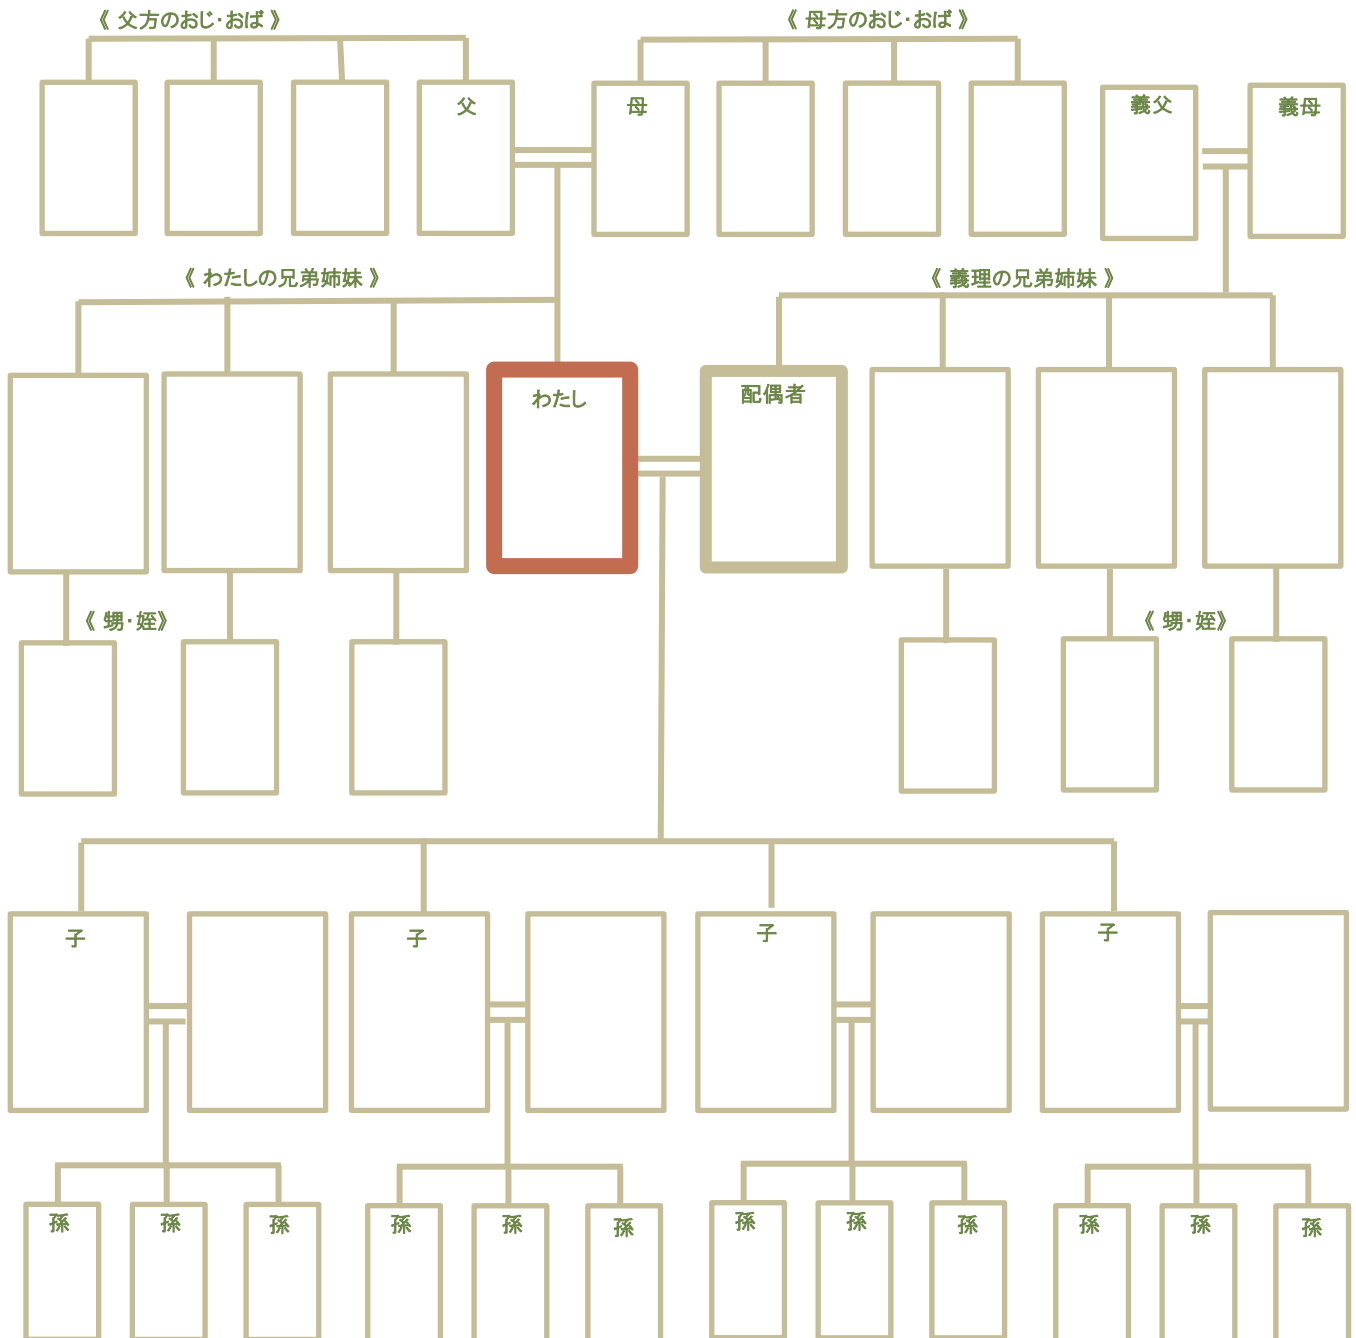 《 父方のおじ・おば 》
《 母方のおじ・おば 》
父
母
義父
義母
《 わたしの兄弟姉妹 》
《 義理の兄弟姉妹 》
わたし
配偶者
《 甥・姪》
《 甥・姪》
子
子
子
子
孫
孫
孫
孫
孫
孫
孫
孫
孫
孫
孫
孫